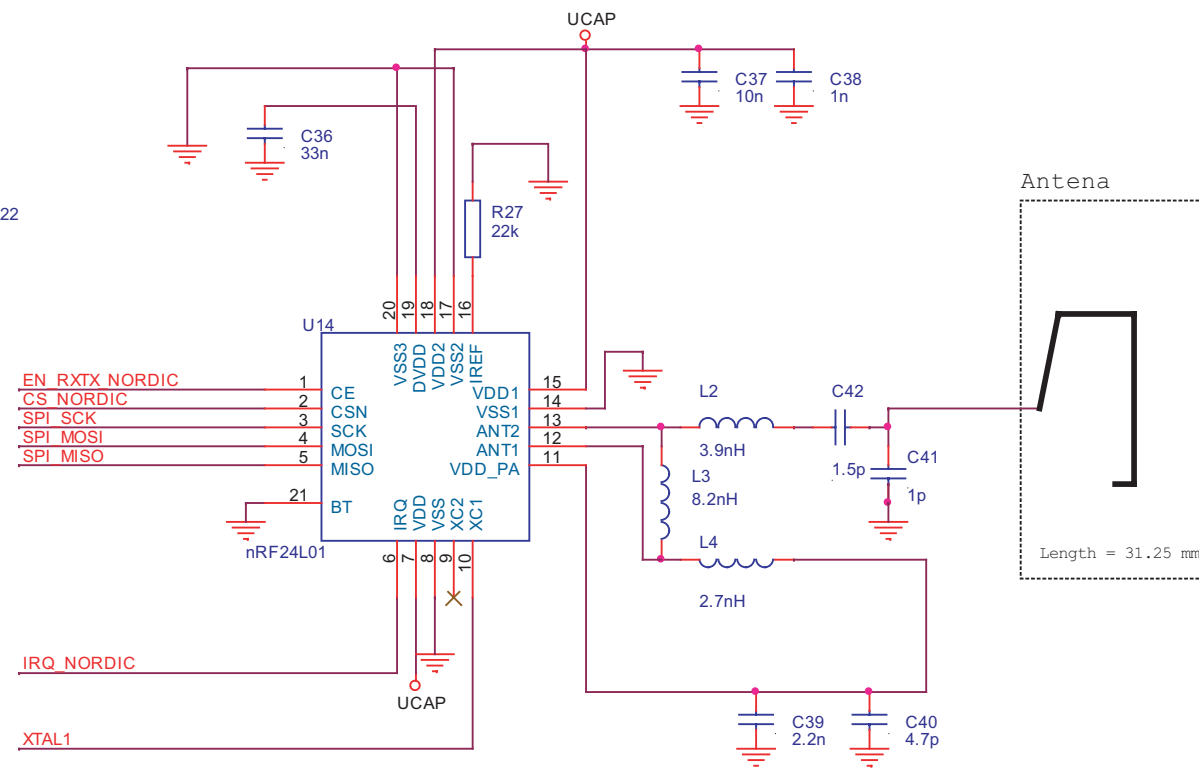 UCAP
C37
10n
C38
1n
C36
33n
Antena
22
R27
22k
20
19
18
17
16
U14
VSS3
DVDD
VDD2
VSS2
IREF
EN_RXTX_NORDIC
1
CE
VDD1
15
CS_NORDIC
2
CSN
VSS1
14
SPI_SCK
3
SCK
ANT2
13
SPI_MOSI
4
MOSI
ANT1
12
SPI_MISO
5
MISO
VDD_PA
11
21
BT
IRQ
VDD
VSS
XC2
XC1
nRF24L01
6
7
8
9
10
L2
3.9nH
C42
1.5p
C41
1p
L3
8.2nH
L4
2.7nH
Length = 31.25 mm
IRQ_NORDIC
UCAP
XTAL1
C39
2.2n
C40
4.7p